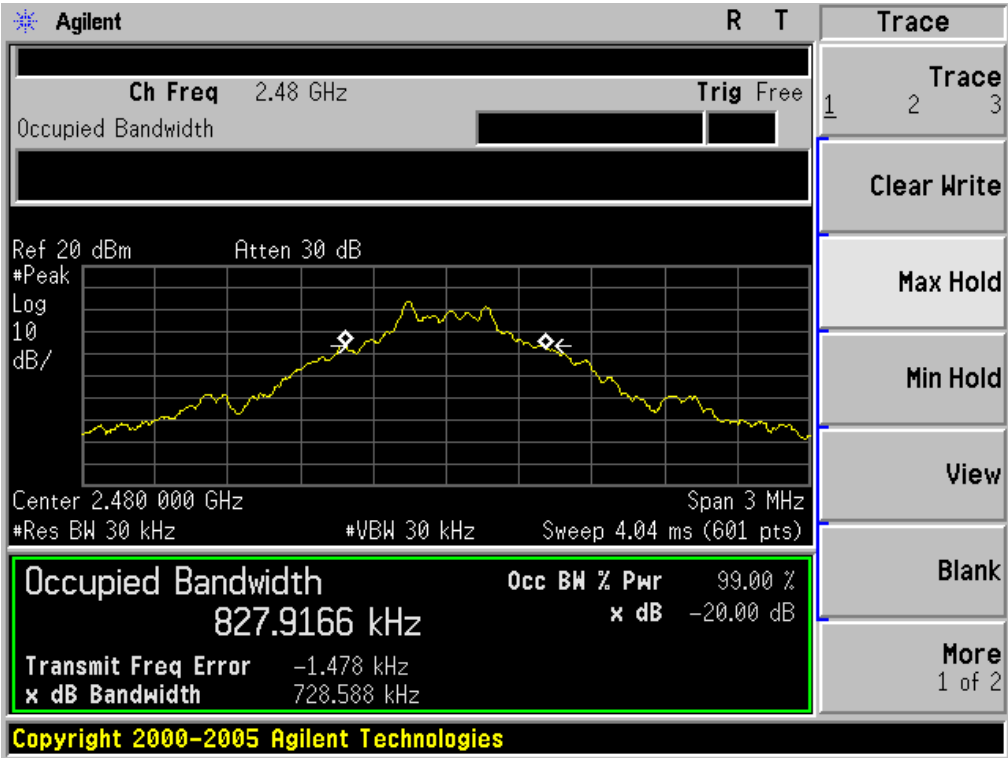 Agilent R T Trace
Ch Freq 2.48 GHz Trig Free
Occupied Bandwidth
Trace
1 2 3
Clear Write
Max Hold
Min Hold
View
Blank
More
1 of 2
Ref 20 dBm Atten 30 dB
#Peak
Log
10
dB/
Center 2.480 000 GHz Span 3 MHz
#Res BW 30 kHz #VBW 30 kHz Sweep 4.04 ms (601 pts)
Occupied Bandwidth Occ BW % Pwr 99.00 %
827.9166 kHz x dB -20.00 dB
Transmit Freq Error -1.478 kHz
x dB Bandwidth 728.588 kHz
Copyright 2000-2005 Agilent Technologies